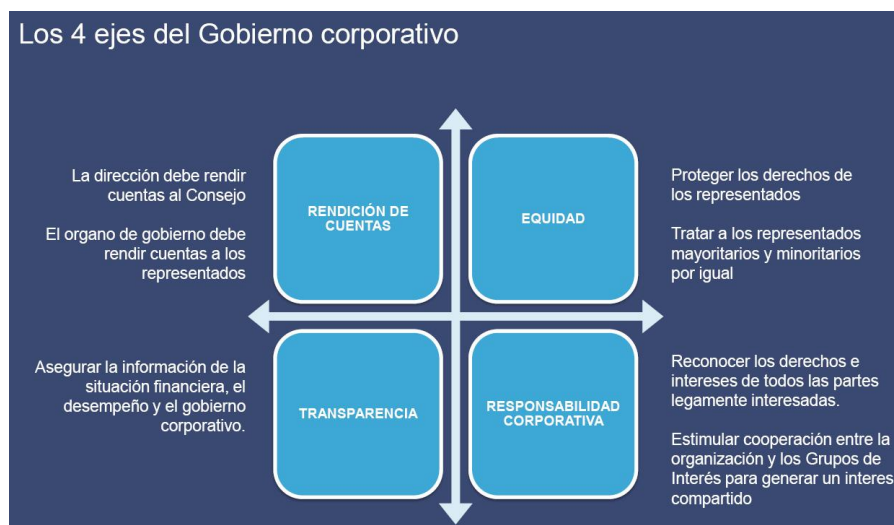 Los 4 ejes del Gobierno corporativo
La dirección debe rendir
cuentas al Consejo
El organo de gobierno debe
rendir cuentas a los
representados
RENDICIÓN DE
CUENTAS
EQUIDAD
Proteger los derechos de
los representados
Tratar a los representados
mayoritarios y minoritarios
por igual
Asegurar la información de la
situación financiera, el
desempeño y el gobierno
corporativo.
TRANSPARENCIA
RESPONSABILIDAD
CORPORATIVA
Reconocer los derechos e
intereses de todos las partes
legamente interesadas.
Estimular cooperación entre la
organización y los Grupos de
Interés para generar un interes
compartido